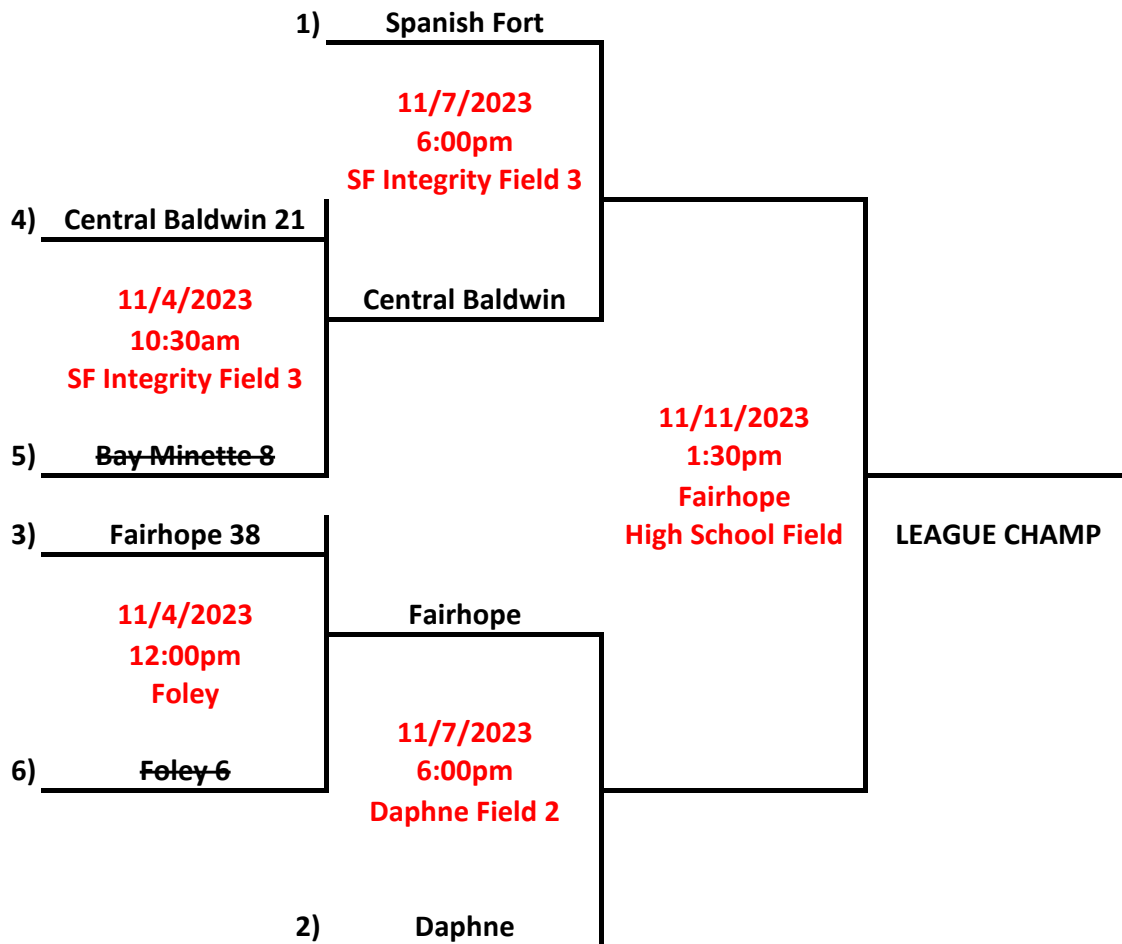 1) Spanish Fort
11/7/2023
6:00pm
SF Integrity Field 3
4) Central Baldwin 21
11/4/2023
10:30am
SF Integrity Field 3
Central Baldwin
5) Bay Minette 8
11/11/2023
1:30pm
Fairhope
High School Field
LEAGUE CHAMP
3) Fairhope 38
11/4/2023
12:00pm
Foley
Fairhope
6) Foley 6
11/7/2023
6:00pm
Daphne Field 2
2) Daphne